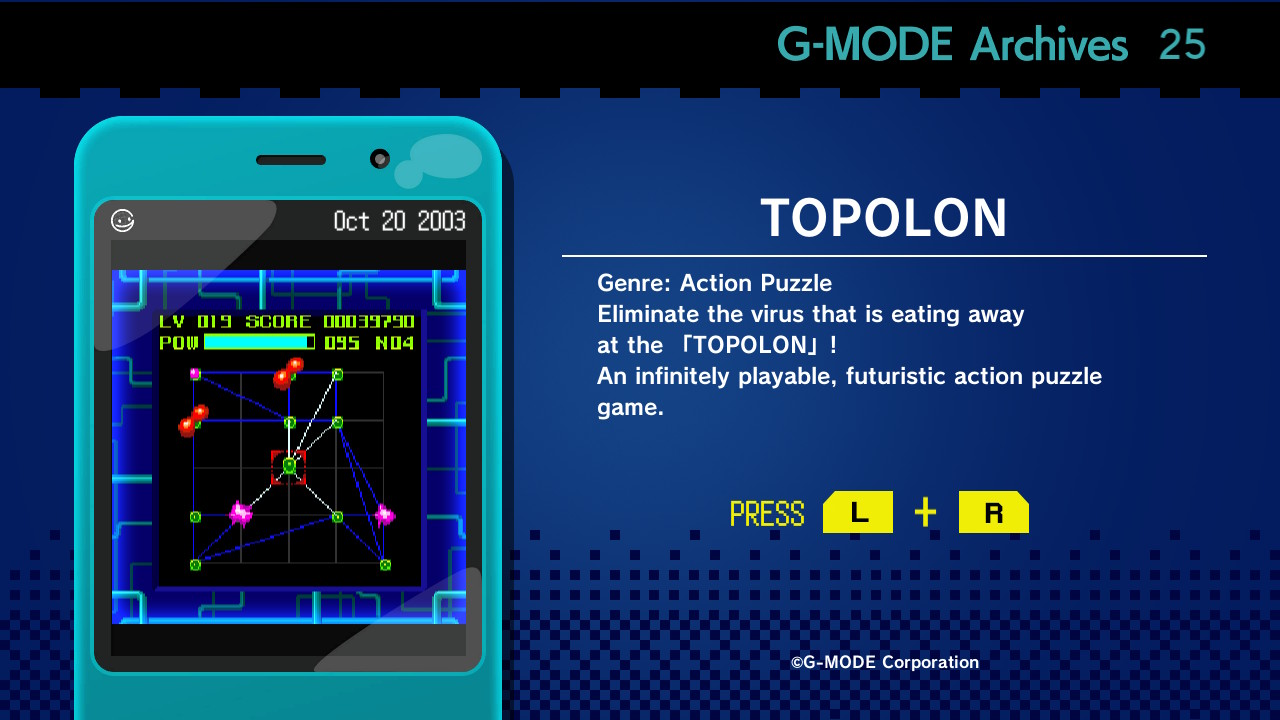 G-MODE Archives 25
Oct 20 2003
LV 019 SCORE 00039790
POW 095 N04
TOPOLON
Genre: Action Puzzle
Eliminate the virus that is eating away
at the 「TOPOLON」!
An infinitely playable, futuristic action puzzle
game.
PRESS L + R
©G-MODE Corporation